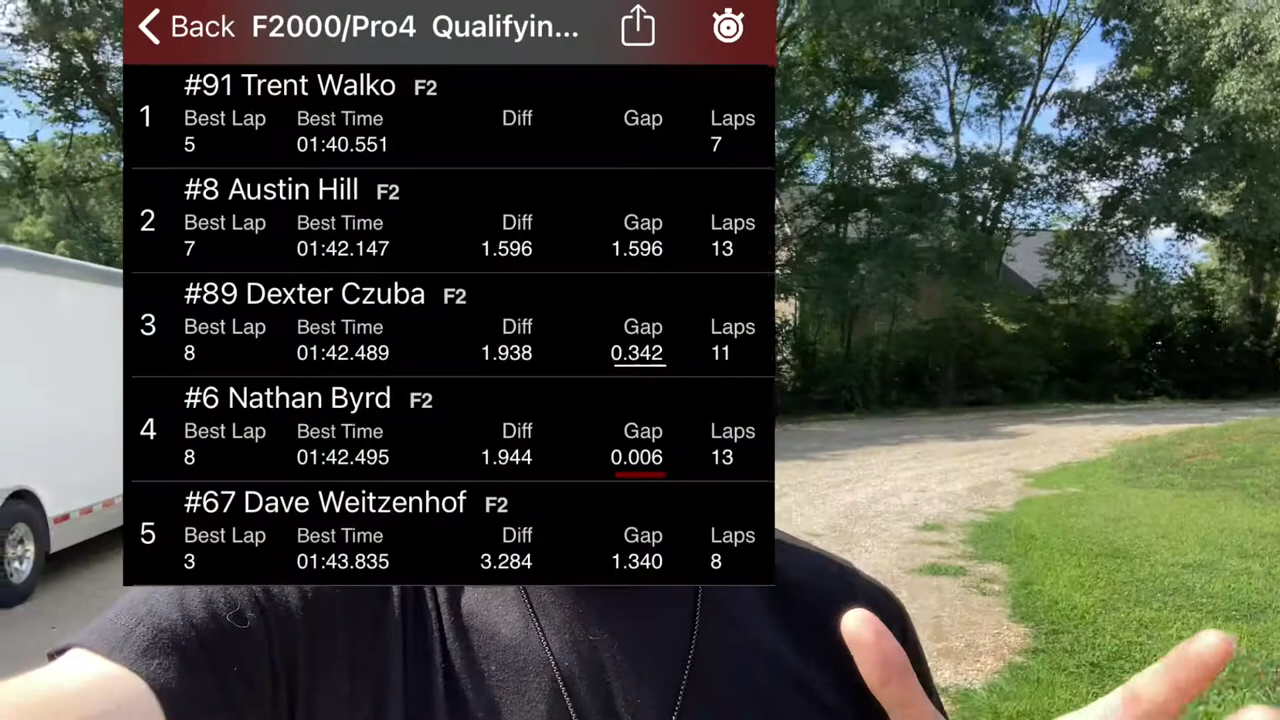 Back F2000/Pro4 Qualifyin...
#91 Trent Walko F2
1
Best Lap Best Time Diff Gap Laps
5 01:40.551 7
#8 Austin Hill F2
2
Best Lap Best Time Diff Gap Laps
7 01:42.147 1.596 1.596 13
#89 Dexter Czuba F2
3
Best Lap Best Time Diff Gap Laps
8 01:42.489 1.938 0.342 11
#6 Nathan Byrd F2
4
Best Lap Best Time Diff Gap Laps
8 01:42.495 1.944 0.006 13
#67 Dave Weitzenhof F2
5
Best Lap Best Time Diff Gap Laps
3 01:43.835 3.284 1.340 8